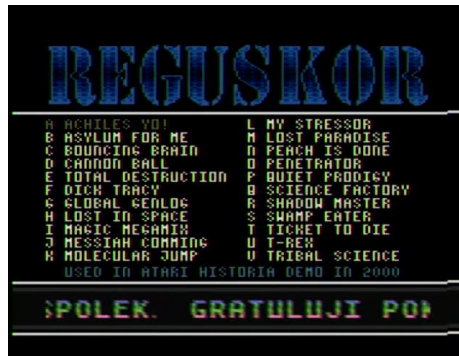 REGUSKOR
A ACHILES YO!
B ASYLUM FOR ME
C BOUNCING BRAIN
D CANNON BALL
E TOTAL DESTRUCTION
F DICK TRACY
G GLOBAL GENLOG
H LOST IN SPACE
I MAGIC MEGAMIX
J MESSIAH COMMING
K MOLECULAR JUMP
L MY STRESSOR
M LOST PARADISE
N PEACH IS DONE
O PENETRATOR
P QUIET PRODIGY
Q SCIENCE FACTORY
R SHADOW MASTER
S SWAMP EATER
T TICKET TO DIE
U T-REX
V TRIBAL SCIENCE
USED IN ATARI HISTORIA DEMO IN 2000
SPOLEK. GRATULUJI POK